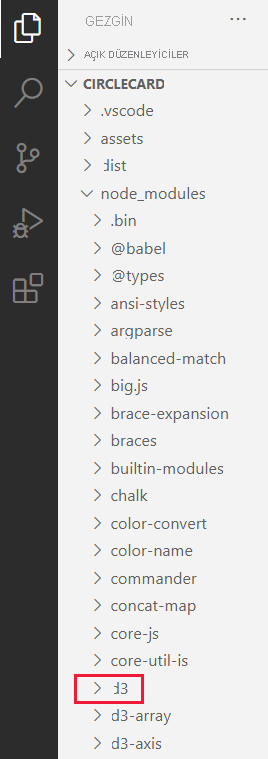 GEZGİN
AÇIK DÜZENLEYİCİLER
CIRCLECARD
.vscode
assets
dist
node_modules
.bin
@babel
@types
ansi-styles
argparse
balanced-match
big.js
brace-expansion
braces
builtin-modules
chalk
color-convert
color-name
commander
concat-map
core-js
core-util-is
d3
d3-array
d3-axis